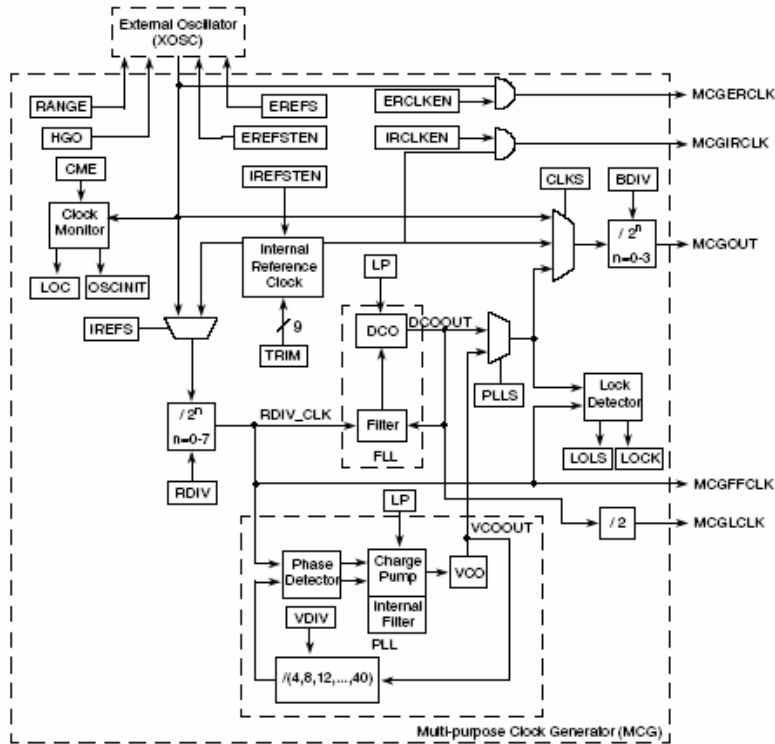 External Oscillator
(XOSC)
RANGE
EREFS
ERCLKEN
MCGERCLK
HGO
EREFSTEN
IRCLKEN
MCGIRCLK
CME
IREFSTEN
CLKS
BDIV
Clock
Monitor
Internal
Reference
Clock
/ 2ⁿ
n=0-3
MCGOUT
LOC
OSCINIT
LP
IREFS
9
TRIM
DCO
DCOOUT
PLLS
Lock
Detector
/ 2ⁿ
n=0-7
RDIV_CLK
Filter
FLL
LOLS
LOCK
RDIV
MCGFFCLK
LP
VCOOUT
/ 2
MCGLCLK
Phase
Detector
Charge
Pump
VCO
Internal
Filter
VDIV
PLL
/(4,8,12,...,40)
Multi-purpose Clock Generator (MCG)